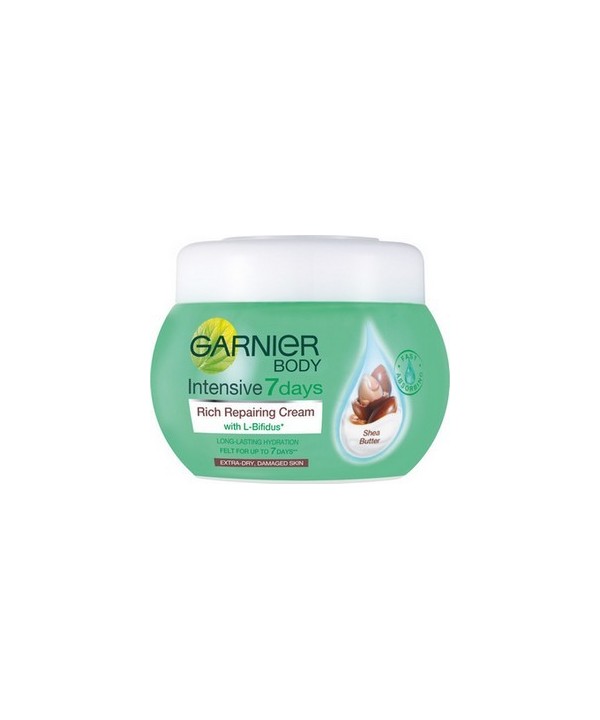 GARNIER
BODY
Intensive 7days
Rich Repairing Cream
with L-Bifidus*
LONG-LASTING HYDRATION
FELT FOR UP TO 7 DAYS**
EXTRA-DRY, DAMAGED SKIN
Shea
Butter
FAST
ABSORBING